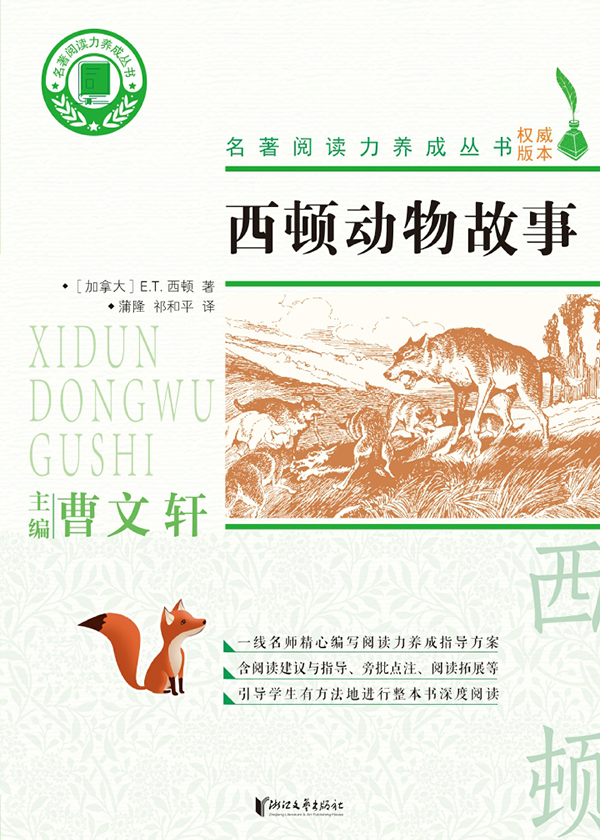 名著阅读力养成丛书
名著阅读力养成丛书 权威版本
西顿动物故事
[加拿大] E.T. 西顿 著
蒲隆 祁和平 译
XIDUN
DONGWU
GUSHI
主编 曹文轩
西顿
一线名师精心编写阅读力养成指导方案
含阅读建议与指导、旁批点注、阅读拓展等
引导学生有方法地进行整本书深度阅读
浙江文艺出版社
Zhejiang Literature & Art Publishing House